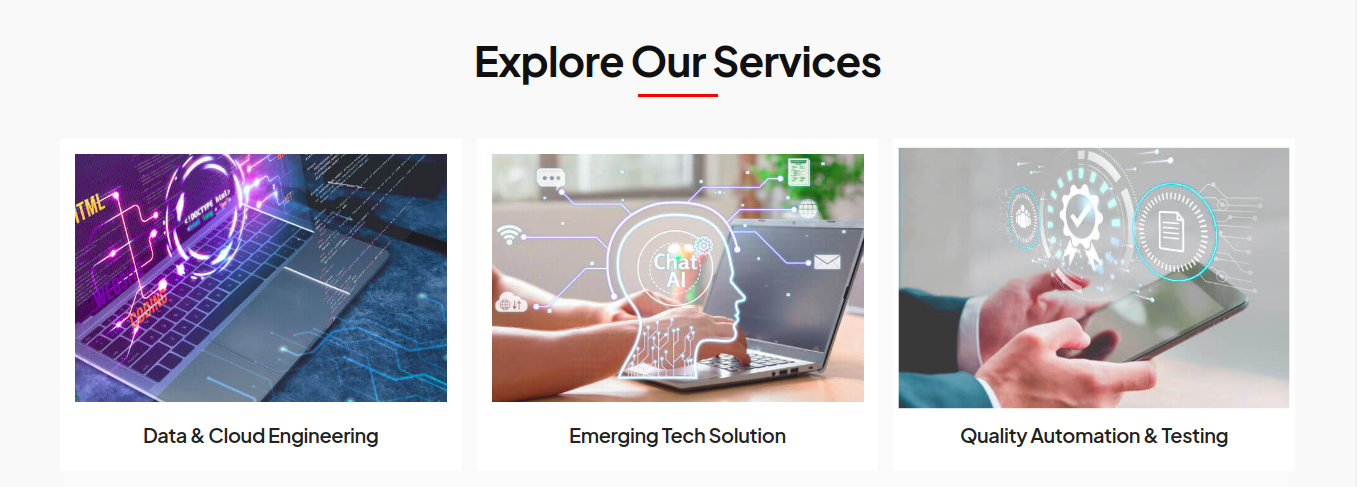 Explore Our Services
HTML
<!DOCTYPE html>
CODING
Chat
AI
Data & Cloud Engineering
Emerging Tech Solution
Quality Automation & Testing